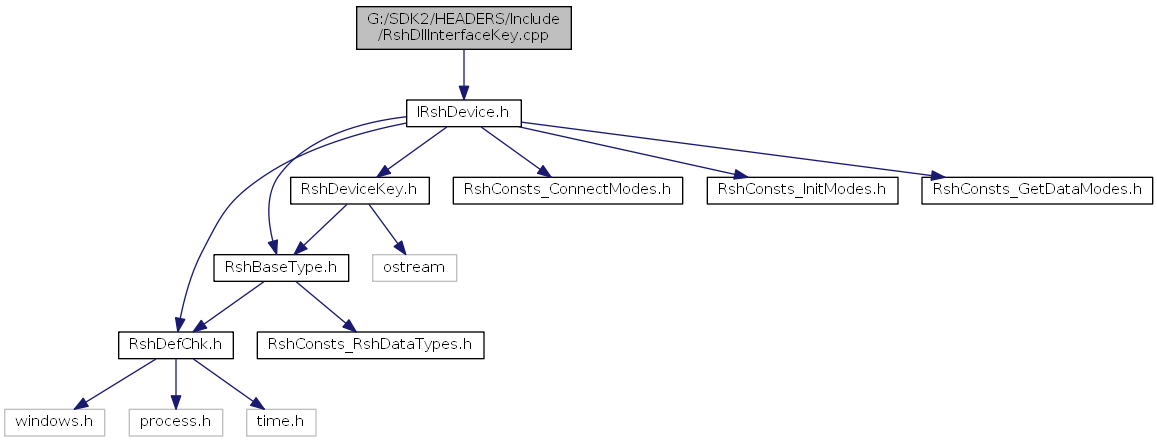 G:/SDK2/HEADERS/Include
/RshDllInterfaceKey.cpp
IRshDevice.h
RshDeviceKey.h
RshConsts_ConnectModes.h
RshConsts_InitModes.h
RshConsts_GetDataModes.h
RshBaseType.h
ostream
RshDefChk.h
RshConsts_RshDataTypes.h
windows.h
process.h
time.h